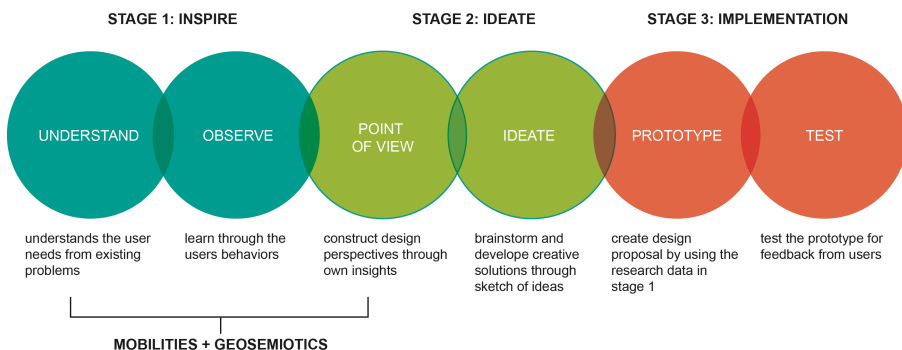 STAGE 1: INSPIRE
STAGE 2: IDEATE
STAGE 3: IMPLEMENTATION
UNDERSTAND
OBSERVE
POINT
OF VIEW
IDEATE
PROTOTYPE
TEST
understands the user
needs from existing
problems
learn through the
users behaviors
construct design
perspectives through
own insights
brainstorm and
develope creative
solutions through
sketch of ideas
create design
proposal by using the
research data in
stage 1
test the prototype for
feedback from users
MOBILITIES + GEOSEMIOTICS